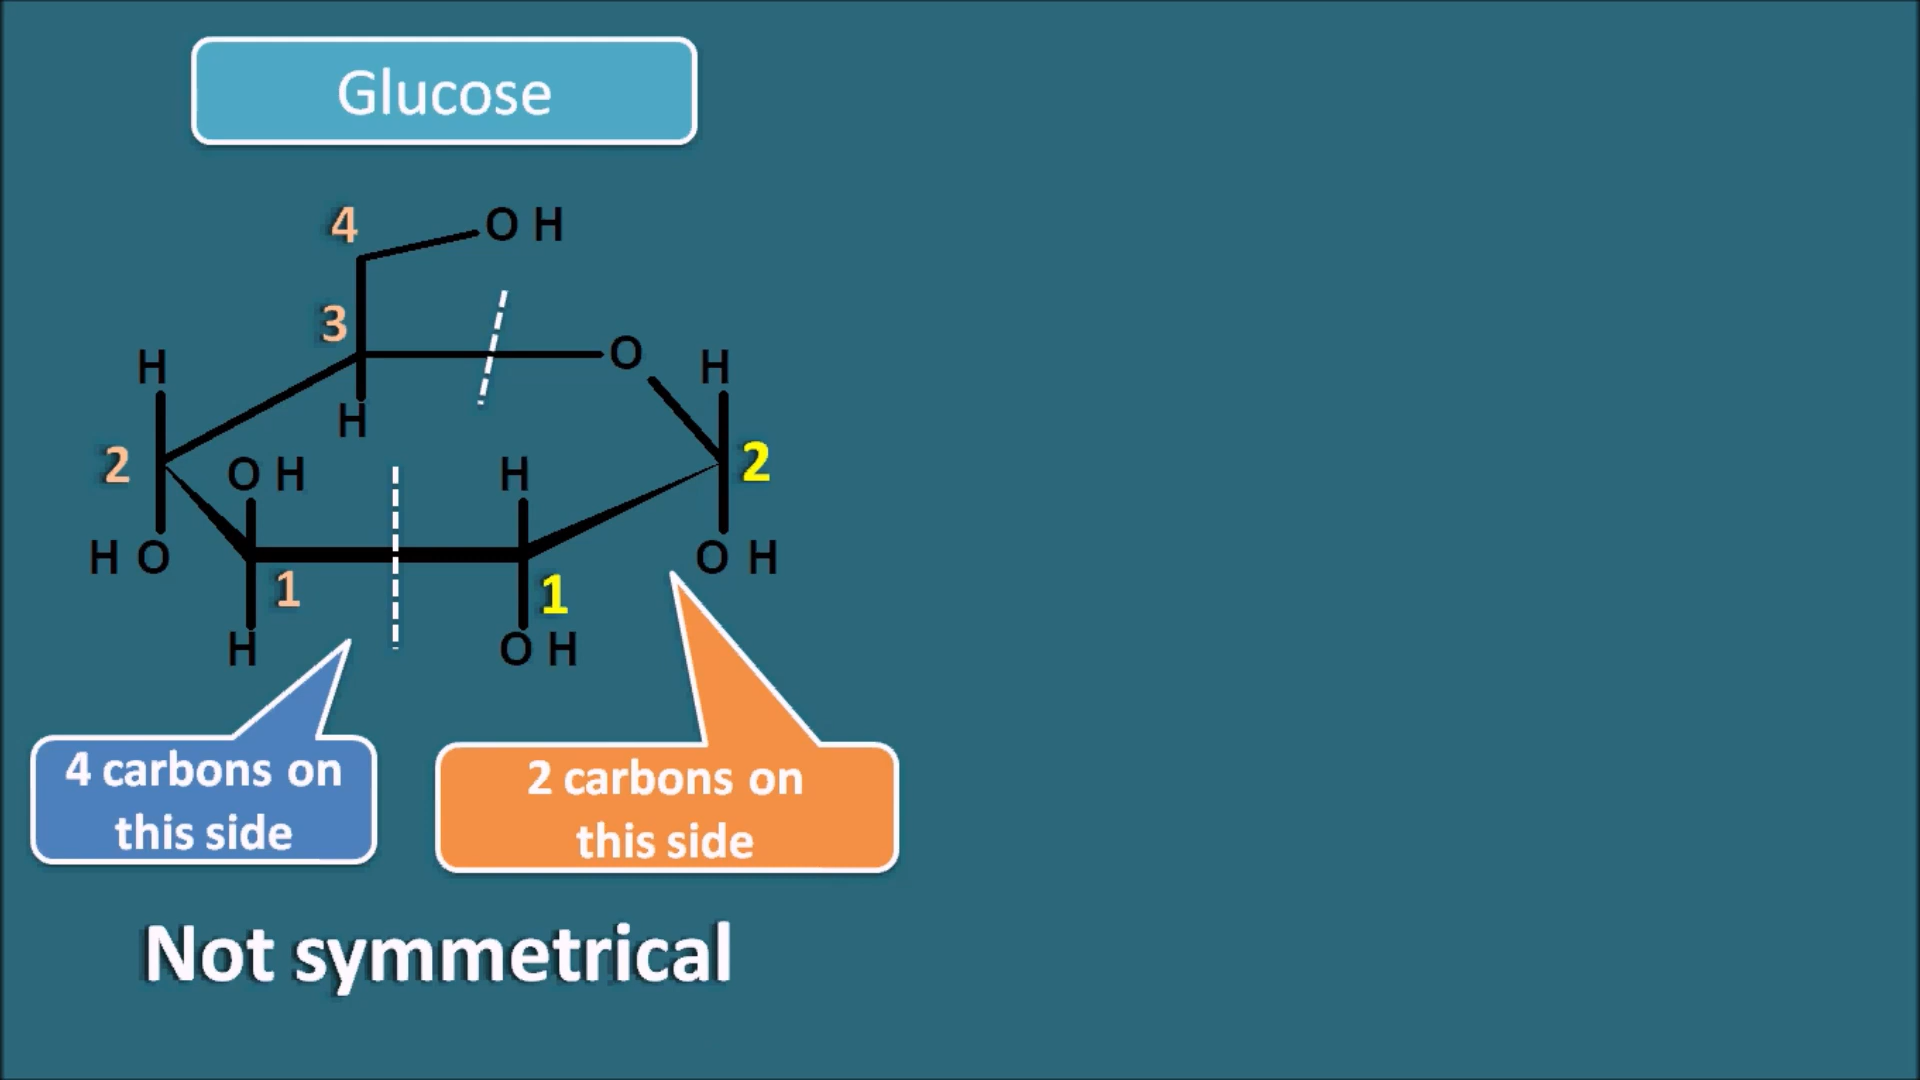 Glucose
4
O H
3
O
H
H
H
2
O H
H
2
H O
O H
1
1
H
O H
4 carbons on
this side
2 carbons on
this side
Not symmetrical